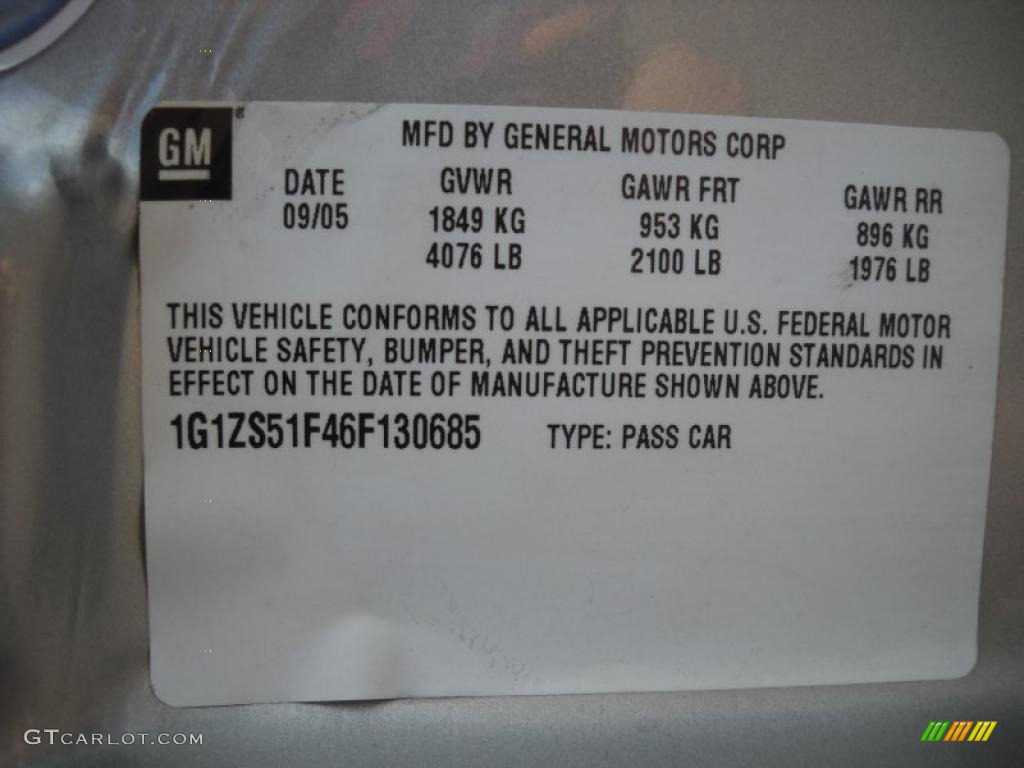 GM ®
MFD BY GENERAL MOTORS CORP
DATE GVWR GAWR FRT GAWR RR
09/05 1849 KG 953 KG 896 KG
4076 LB 2100 LB 1976 LB
THIS VEHICLE CONFORMS TO ALL APPLICABLE U.S. FEDERAL MOTOR
VEHICLE SAFETY, BUMPER, AND THEFT PREVENTION STANDARDS IN
EFFECT ON THE DATE OF MANUFACTURE SHOWN ABOVE.
1G1ZS51F46F130685 TYPE: PASS CAR
GTCARLOT.COM